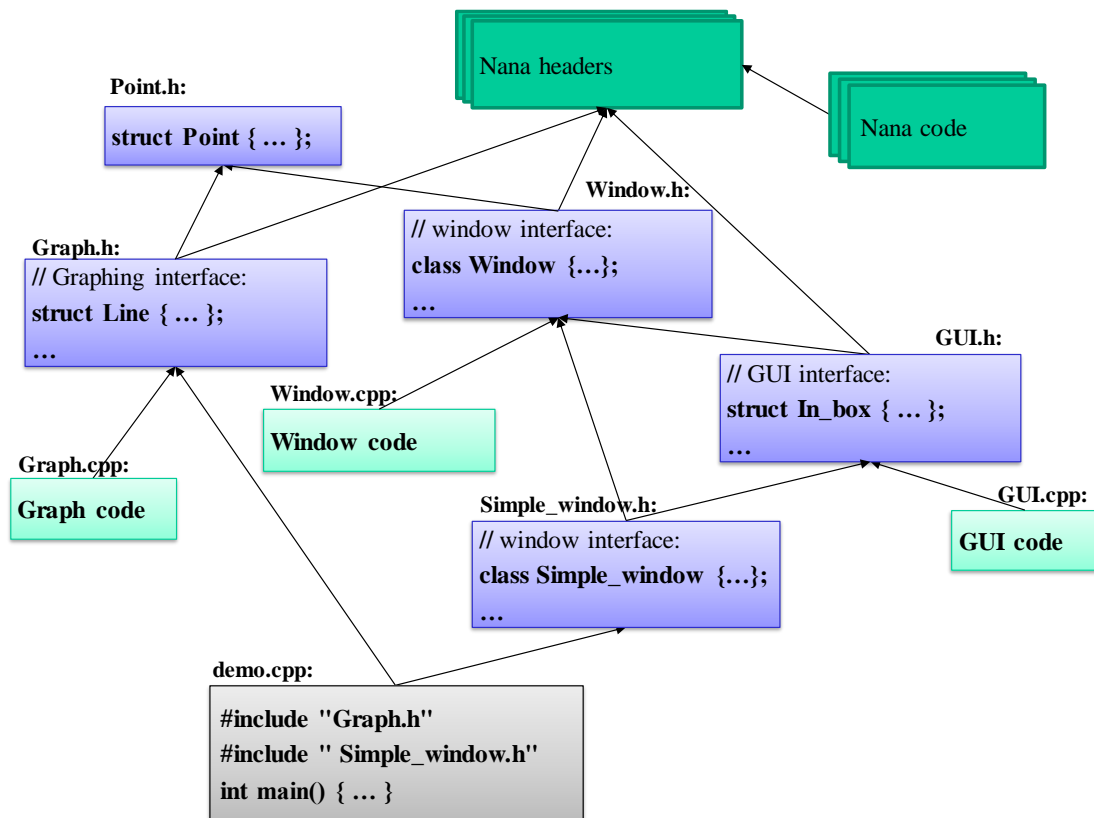 Nana headers
Point.h:
struct Point { … };
Nana code
Window.h:
// window interface:
class Window {…};
…
Graph.h:
// Graphing interface:
struct Line { … };
…
GUI.h:
// GUI interface:
struct In_box { … };
…
Window.cpp:
Window code
Graph.cpp:
Graph code
Simple_window.h:
// window interface:
class Simple_window {…};
…
GUI.cpp:
GUI code
demo.cpp:
#include "Graph.h"
#include " Simple_window.h"
int main() { … }